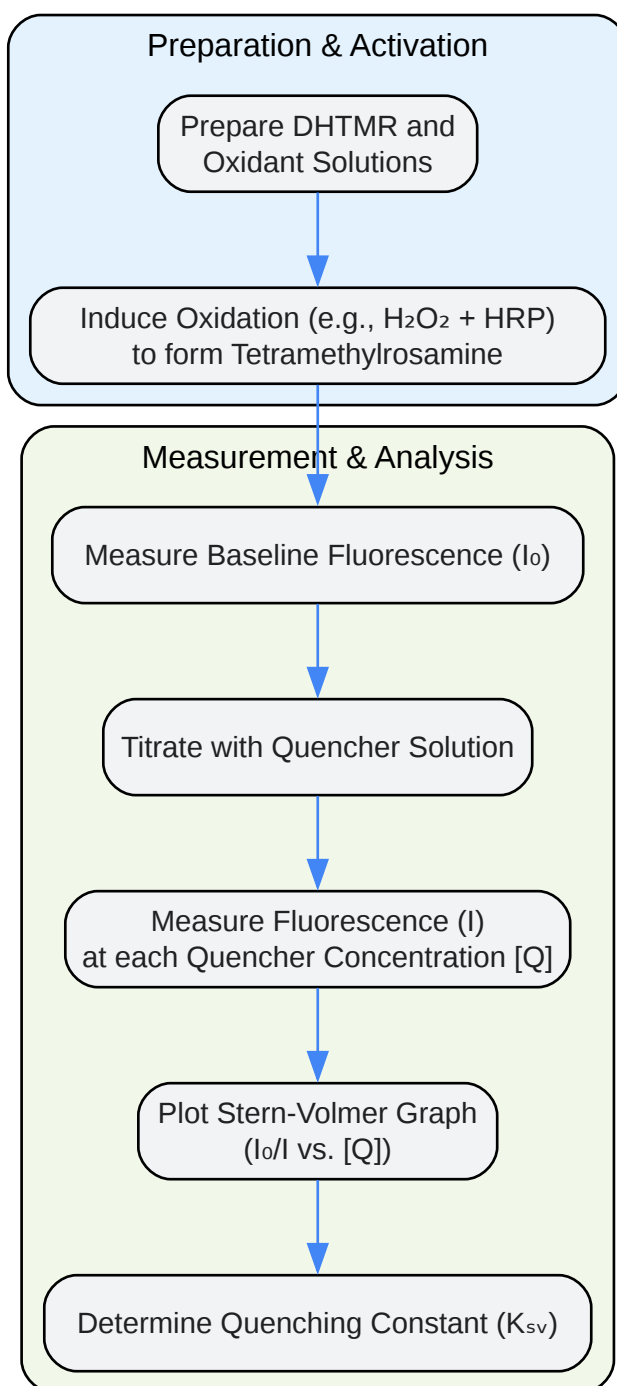 Preparation & Activation
Prepare DHTMR and
Oxidant Solutions
Induce Oxidation (e.g., H₂O₂ + HRP)
to form Tetramethylrosamine
Measurement & Analysis
Measure Baseline Fluorescence (I₀)
Titrate with Quencher Solution
Measure Fluorescence (I)
at each Quencher Concentration [Q]
Plot Stern-Volmer Graph
(I₀/I vs. [Q])
Determine Quenching Constant (Kₛᵥ)